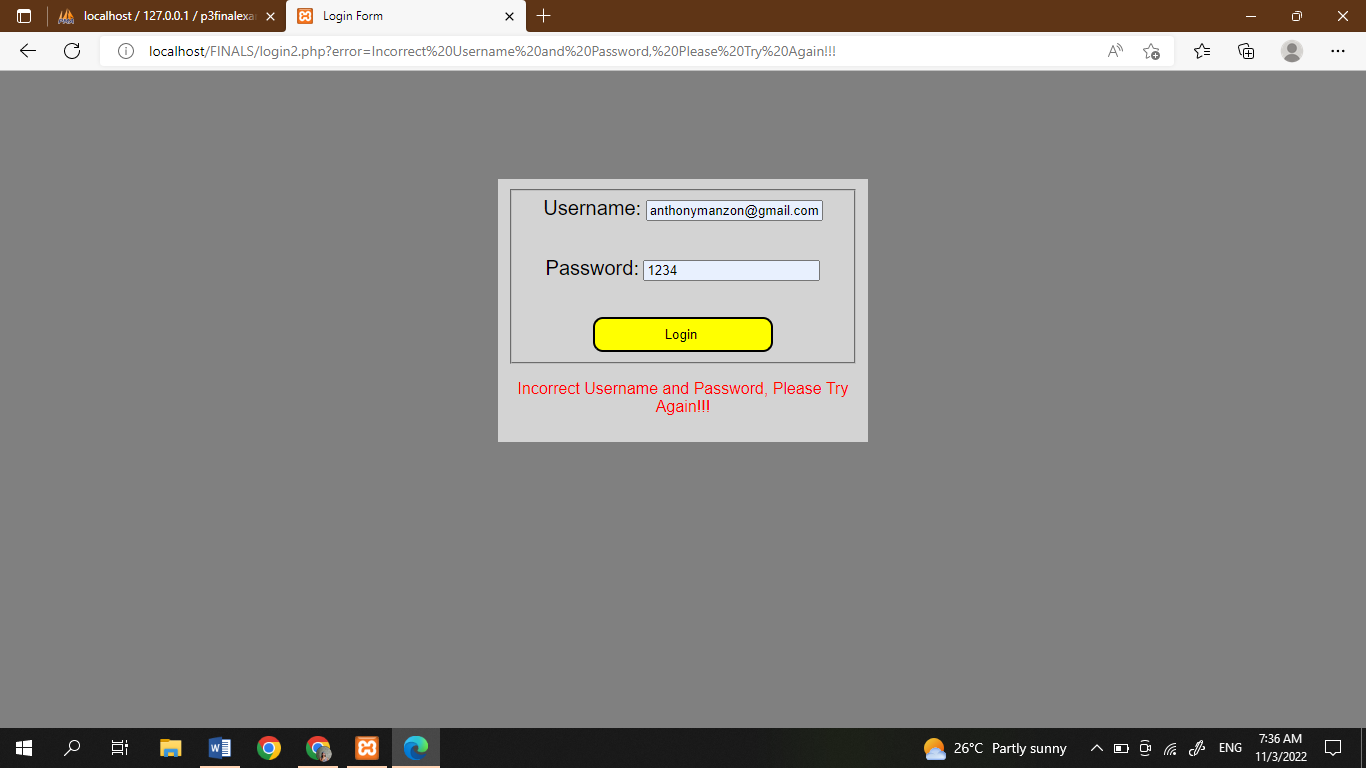 localhost / 127.0.0.1 / p3finalexa
Login Form
localhost/FINALS/login2.php?error=Incorrect%20Username%20and%20Password,%20Please%20Try%20Again!!!
Username: anthonymanzon@gmail.com
Password: 1234
Login
Incorrect Username and Password, Please Try
Again!!!
26°C Partly sunny
ENG
7:36 AM
11/3/2022